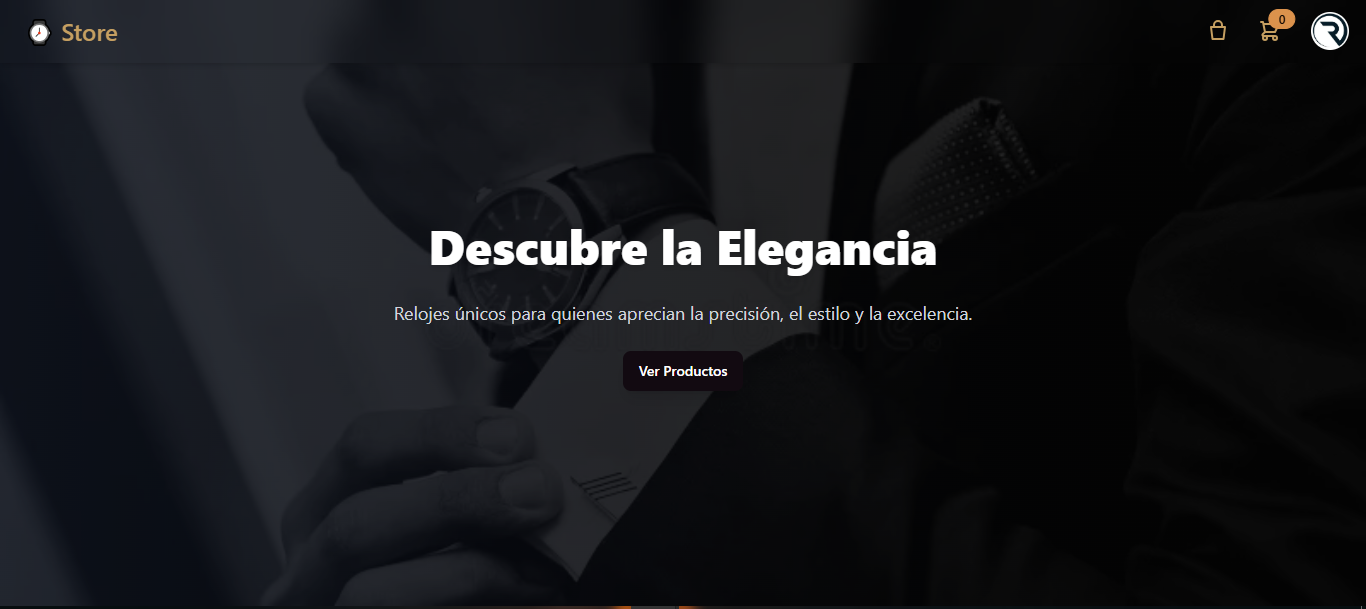 Store
0
Descubre la Elegancia
Relojes únicos para quienes aprecian la precisión, el estilo y la excelencia.
Ver Productos